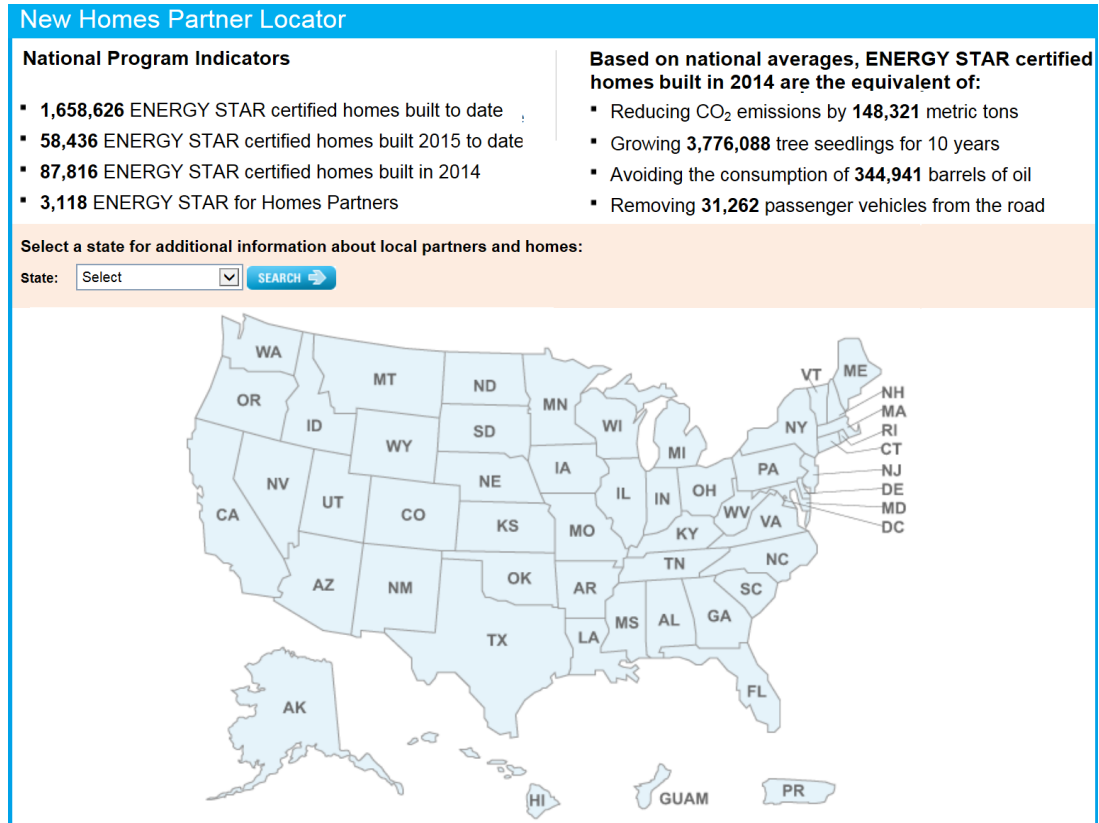 New Homes Partner Locator
National Program Indicators
▪ 1,658,626 ENERGY STAR certified homes built to date
▪ 58,436 ENERGY STAR certified homes built 2015 to date
▪ 87,816 ENERGY STAR certified homes built in 2014
▪ 3,118 ENERGY STAR for Homes Partners
Based on national averages, ENERGY STAR certified
homes built in 2014 are the equivalent of:
▪ Reducing CO₂ emissions by 148,321 metric tons
▪ Growing 3,776,088 tree seedlings for 10 years
▪ Avoiding the consumption of 344,941 barrels of oil
▪ Removing 31,262 passenger vehicles from the road
Select a state for additional information about local partners and homes:
State: Select SEARCH
WA
MT
ND
MN
VT
ME
OR
ID
WY
SD
WI
MI
NY
NH
MA
RI
CT
NV
UT
CO
NE
IA
IL
IN
OH
PA
NJ
DE
MD
DC
CA
KS
MO
KY
WV
VA
AZ
NM
OK
AR
TN
NC
SC
TX
LA
MS
AL
GA
FL
AK
HI
GUAM
PR